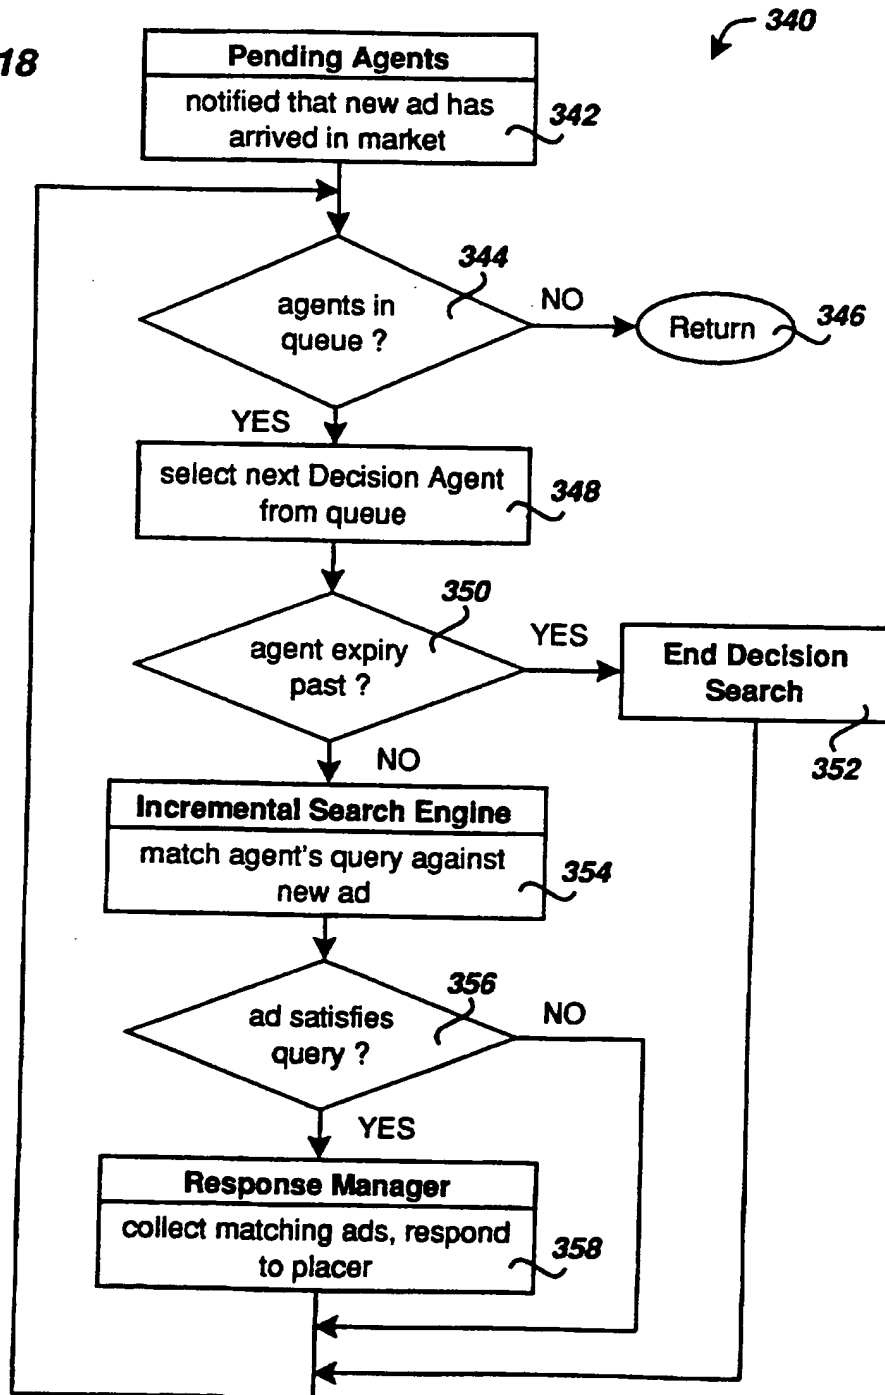 18
340
Pending Agents
notified that new ad has
arrived in market
342
agents in
queue ?
344
NO
Return
346
YES
select next Decision Agent
from queue
348
agent expiry
past ?
350
YES
End Decision
Search
352
NO
Incremental Search Engine
match agent's query against
new ad
354
ad satisfies
query ?
356
NO
YES
Response Manager
collect matching ads, respond
to placer
358